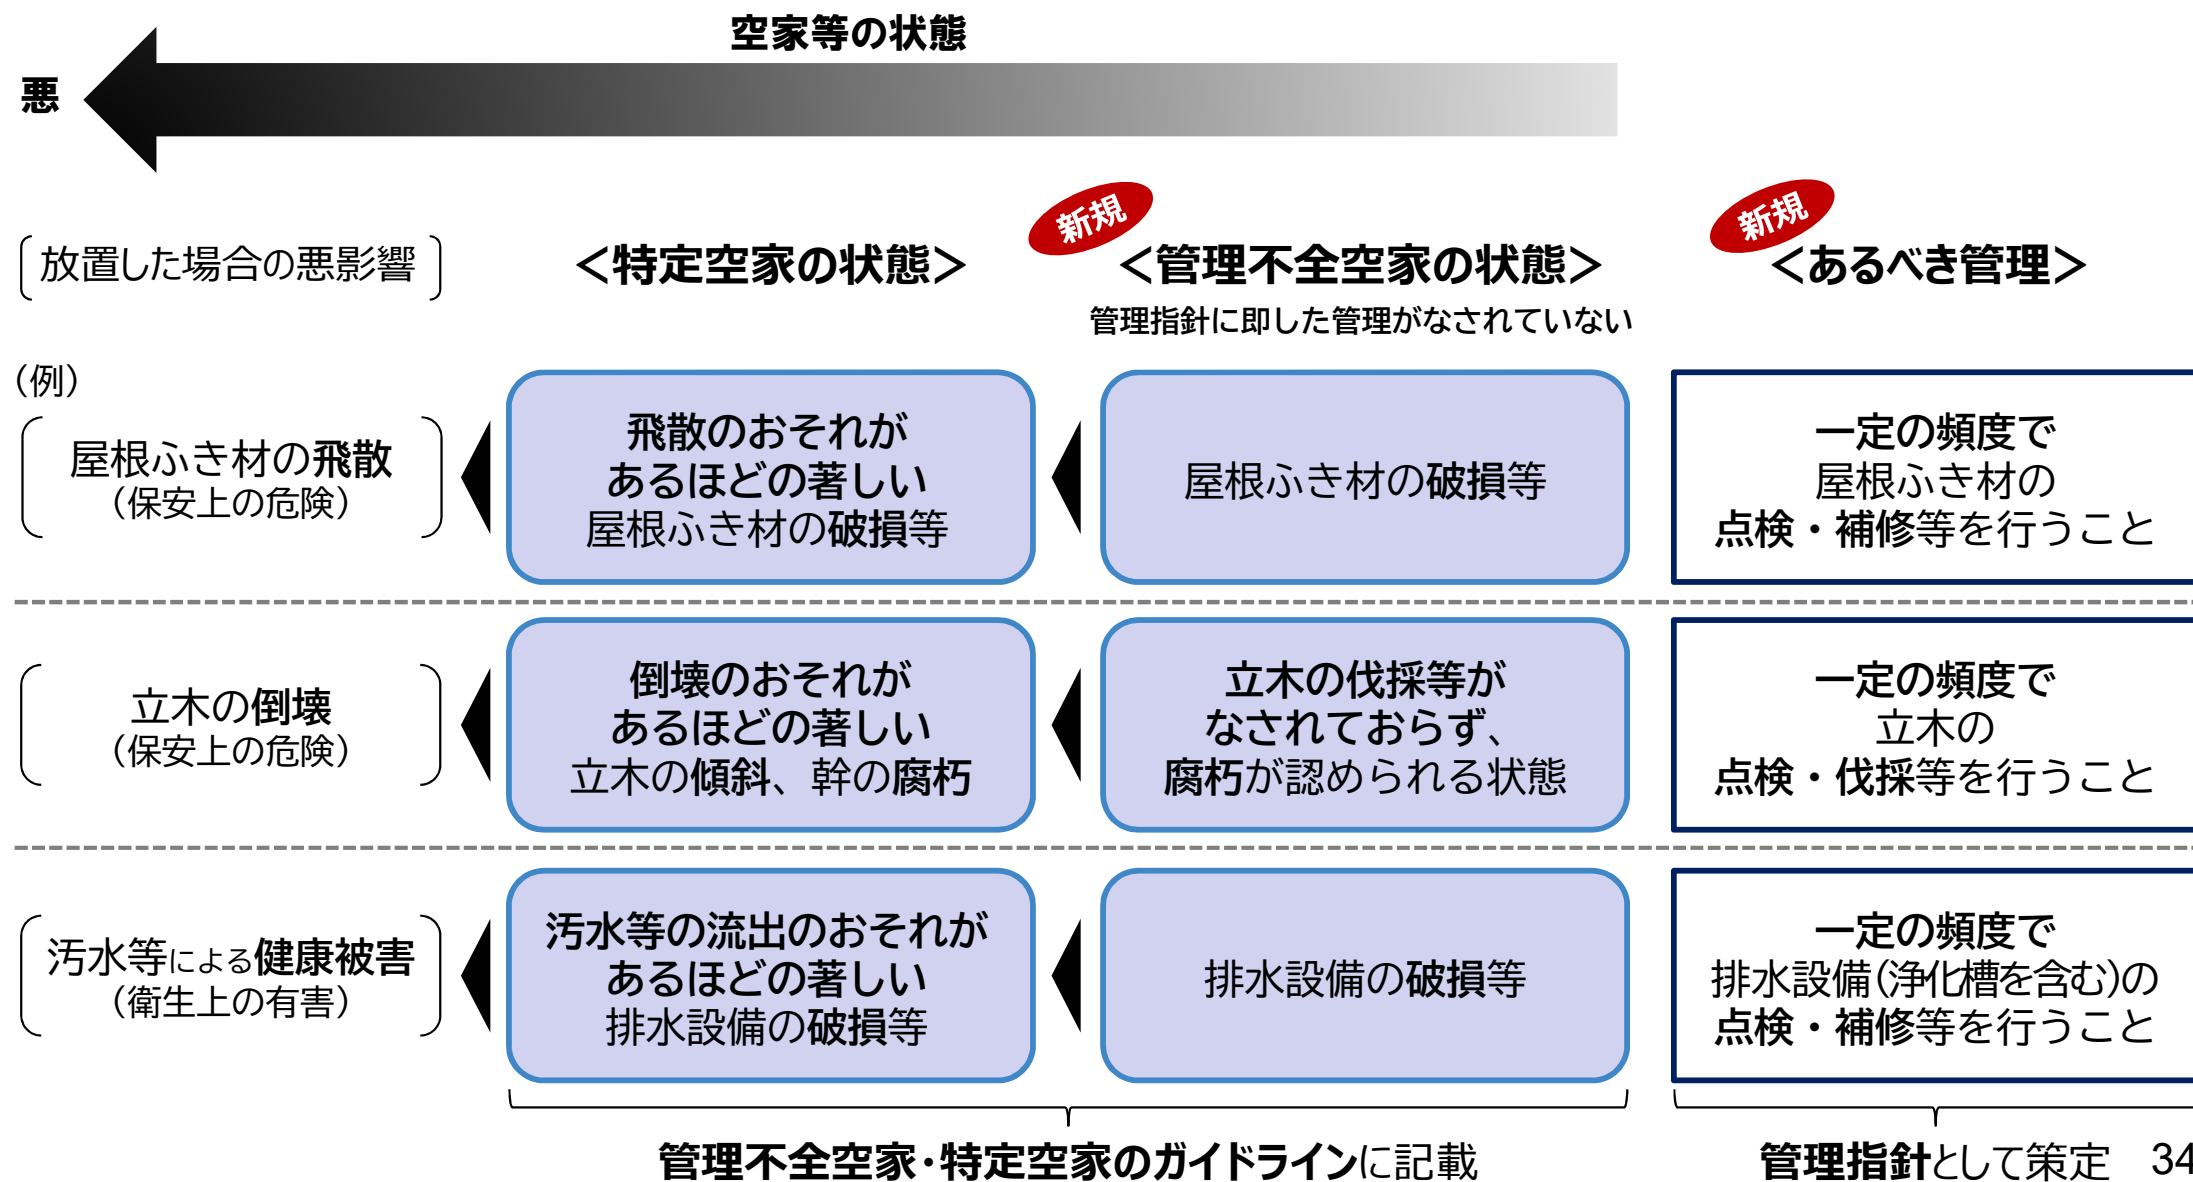 空家等の状態
悪
放置した場合の悪影響
新規
新規
<特定空家の状態>
<管理不全空家の状態>
<あるべき管理>
管理指針に即した管理がなされていない
(例)
屋根ふき材の飛散
(保安上の危険)
飛散のおそれが
あるほどの著しい
屋根ふき材の破損等
屋根ふき材の破損等
一定の頻度で
屋根ふき材の
点検・補修等を行うこと
立木の倒壊
(保安上の危険)
倒壊のおそれが
あるほどの著しい
立木の傾斜、幹の腐朽
立木の伐採等が
なされておらず、
腐朽が認められる状態
一定の頻度で
立木の
点検・伐採等を行うこと
汚水等による健康被害
(衛生上の有害)
汚水等の流出のおそれが
あるほどの著しい
排水設備の破損等
排水設備の破損等
一定の頻度で
排水設備(浄化槽を含む)の
点検・補修等を行うこと
管理不全空家・特定空家のガイドラインに記載
管理指針として策定
34